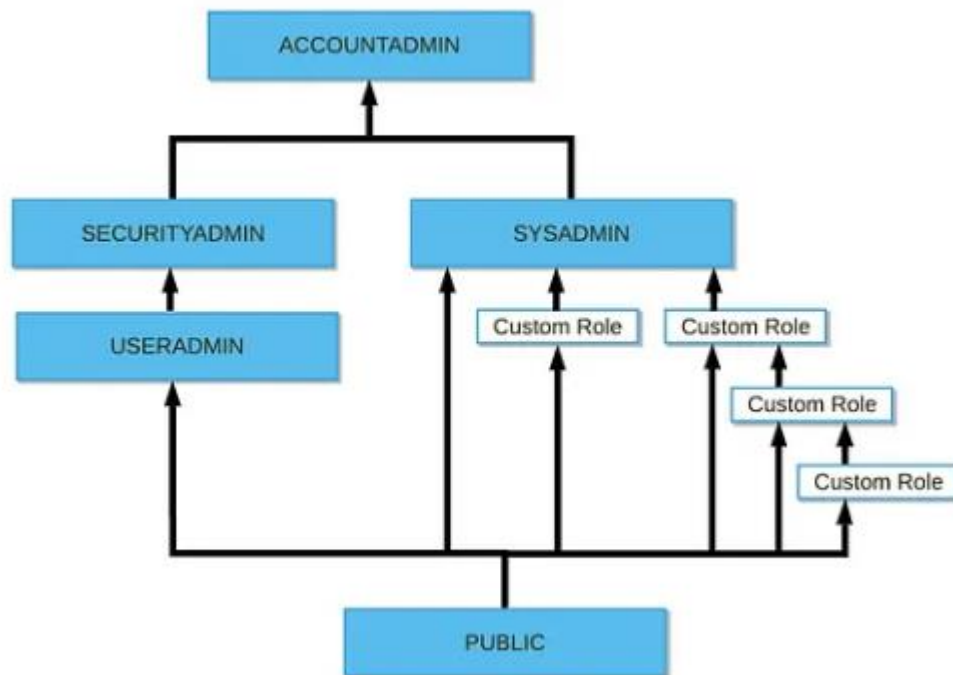 ACCOUNTADMIN
SECURITYADMIN
SYSADMIN
USERADMIN
Custom Role
Custom Role
Custom Role
Custom Role
PUBLIC